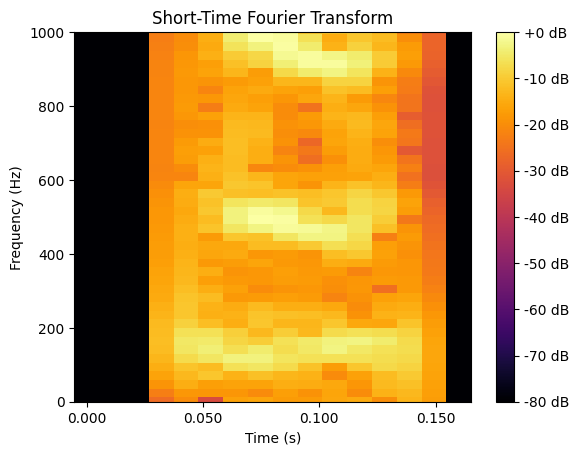 Short-Time Fourier Transform
Frequency (Hz)
1000
800
600
400
200
0
0.000
0.050
0.100
0.150
Time (s)
+0 dB
-10 dB
-20 dB
-30 dB
-40 dB
-50 dB
-60 dB
-70 dB
-80 dB